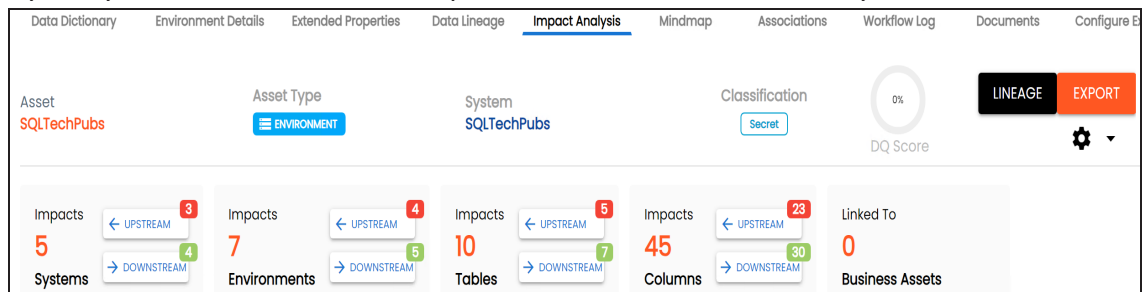 Data Dictionary Environment Details Extended Properties Data Lineage Impact Analysis Mindmap Associations Workflow Log Documents Configure E
Asset Asset Type System Classification 0% LINEAGE EXPORT
SQLTechPubs ENVIRONMENT SQLTechPubs Secret
DQ Score
Impacts 3 Impacts 4 Impacts 5 Impacts 23 Linked To
← UPSTREAM ← UPSTREAM ← UPSTREAM ← UPSTREAM
5 4 7 5 10 7 45 30 0
Systems → DOWNSTREAM Environments → DOWNSTREAM Tables → DOWNSTREAM Columns → DOWNSTREAM Business Assets